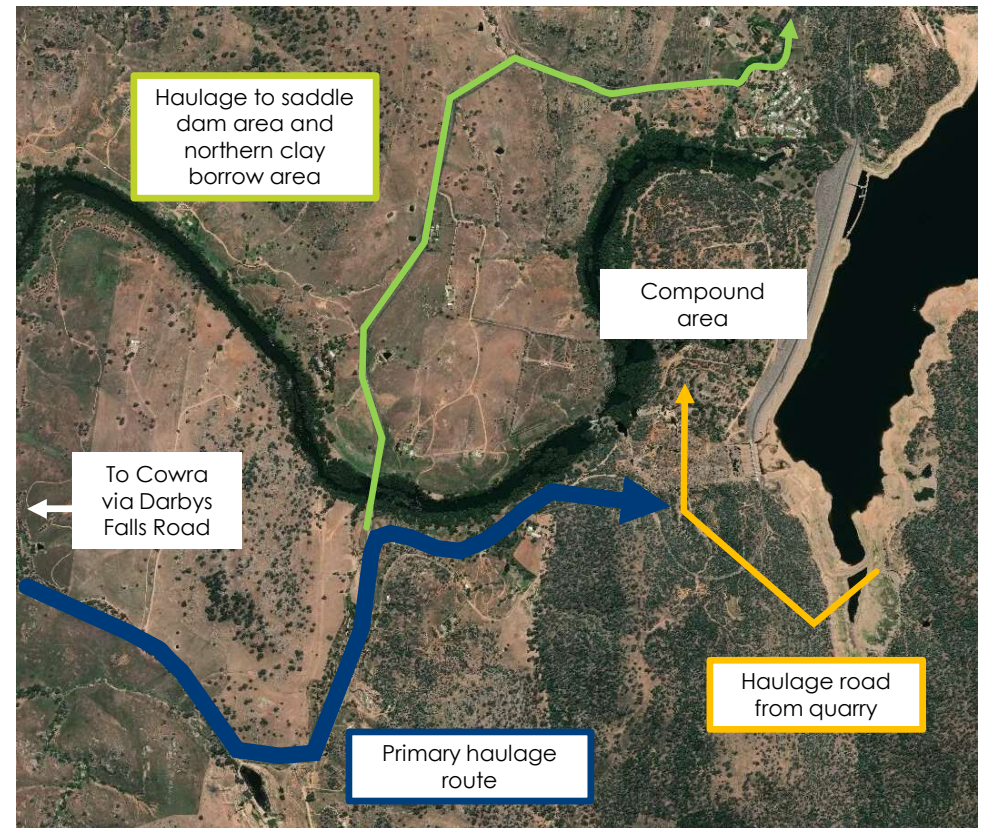 Haulage to saddle
dam area and
northern clay
borrow area
Compound
area
To Cowra
via Darbys
Falls Road
Haulage road
from quarry
Primary haulage
route